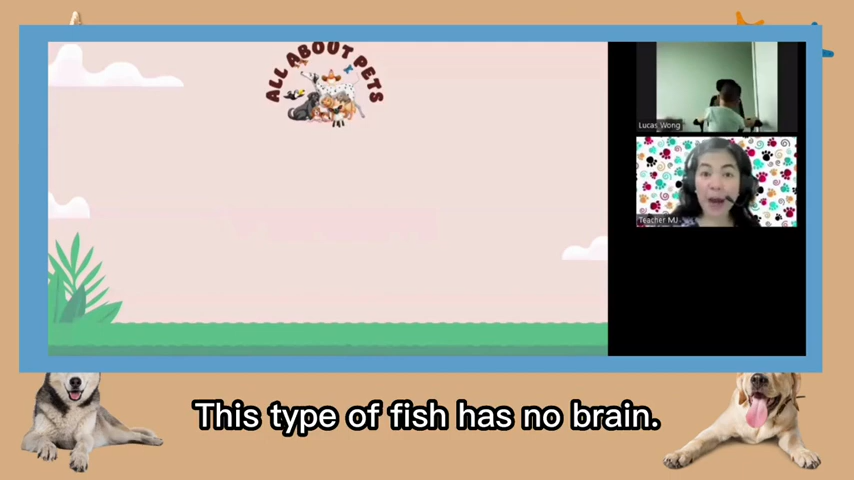 ALL ABOUT PETS
Lucas Wong
Teacher MJ
This type of fish has no brain.